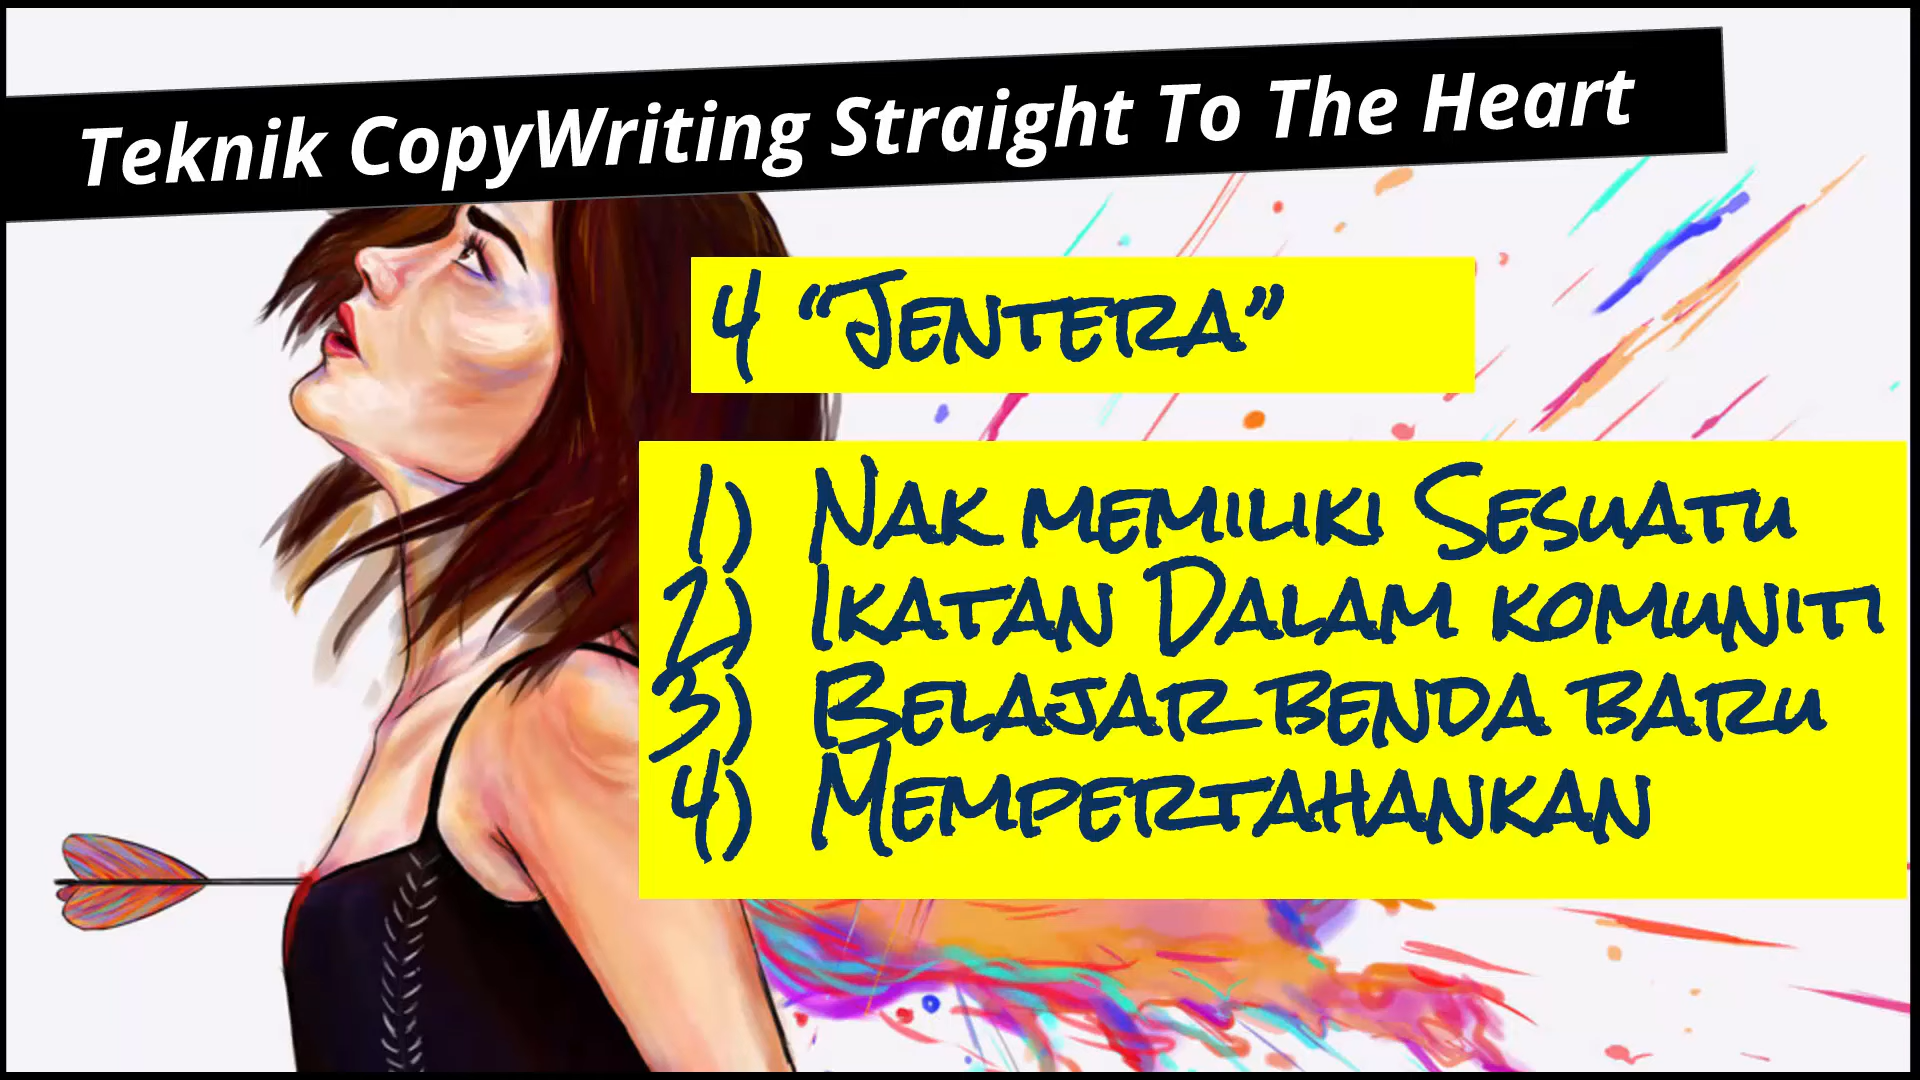 Teknik CopyWriting Straight To The Heart
4 “Jentera”
1) Nak memiliki Sesuatu
2) Ikatan Dalam komuniti
3) Belajar benda baru
4) Mempertahankan